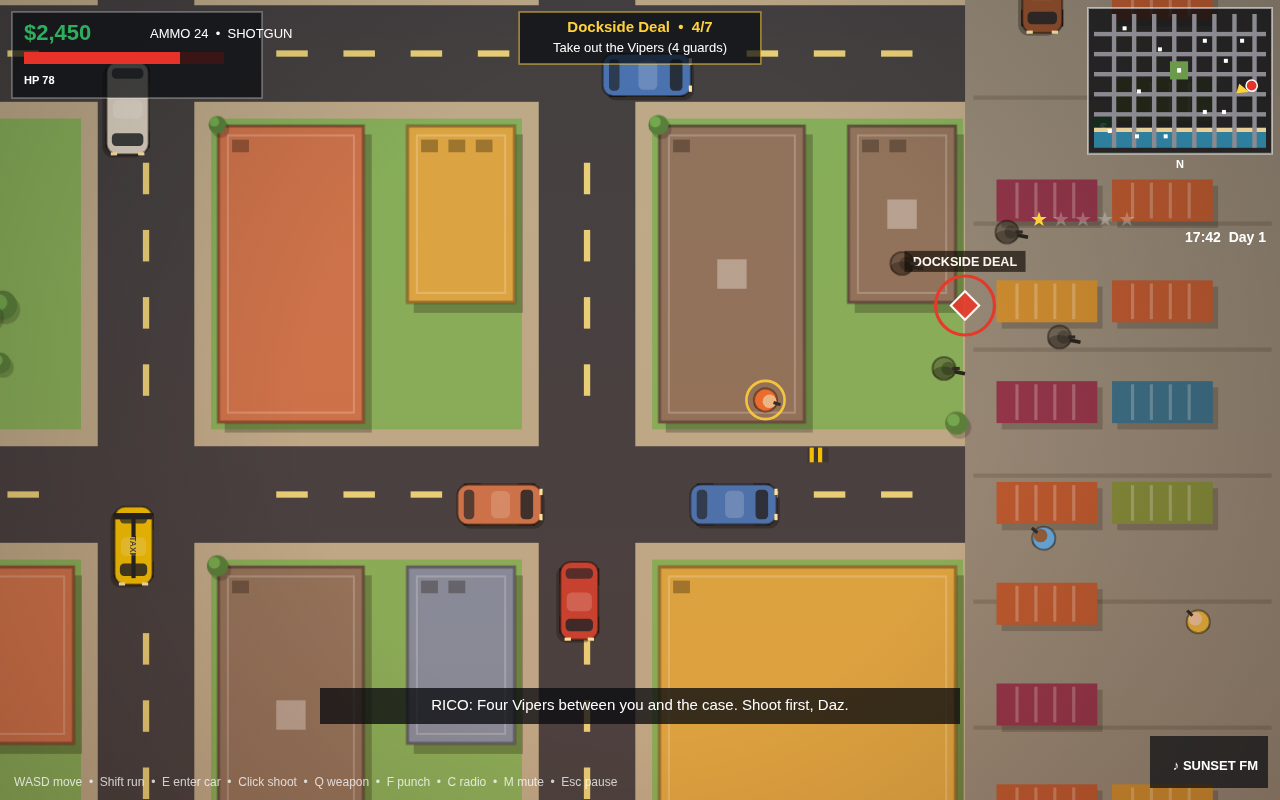 $2,450
AMMO 24 • SHOTGUN
HP 78
Dockside Deal • 4/7
Take out the Vipers (4 guards)
N
17:42 Day 1
DOCKSIDE DEAL
TAXI
RICO: Four Vipers between you and the case. Shoot first, Daz.
WASD move • Shift run • E enter car • Click shoot • Q weapon • F punch • C radio • M mute • Esc pause
♪ SUNSET FM